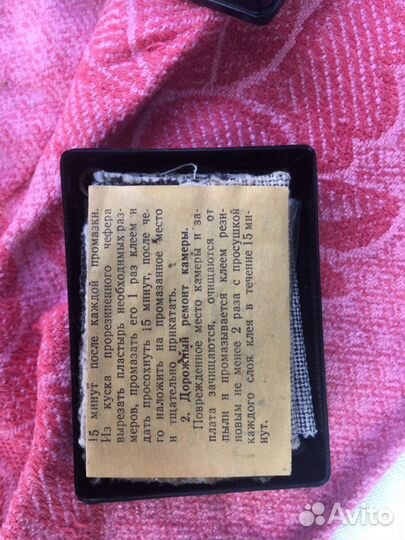 15 минут после каждой промазки.
Из куска прорезиненного чефера
вырезать пластырь необходимых раз-
меров, промазать его 1 раз клеем и
дать просохнуть 15 минут, после че-
го наложить на промазанное место
и тщательно прикатать.
2. Дорожный ремонт камеры.
Поврежденное место камеры и за-
плата зачищаются, очищаются от
пыли и промазывается клеем рези-
новым не менее 2 раза с просушкой
каждого слоя клея в течение 15 ми-
нут.
Avito